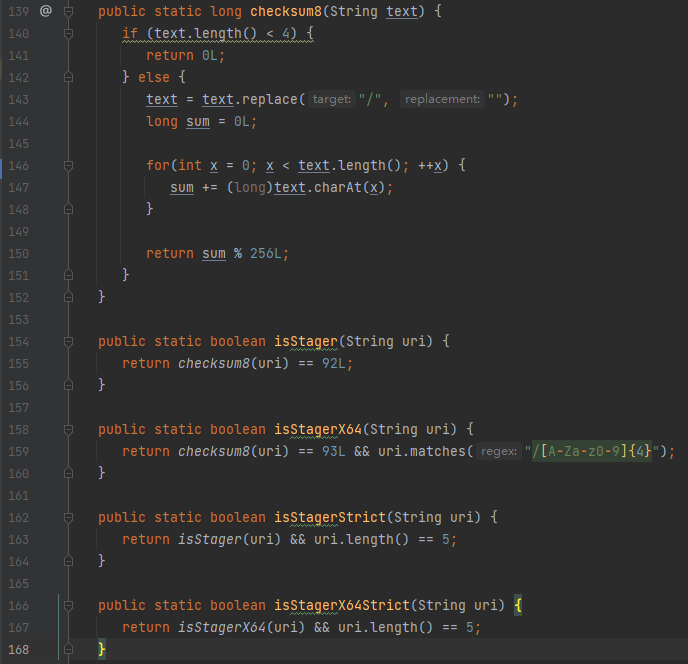 139 @ public static long checksum8(String text) {
140 if (text.length() < 4) {
141 return 0L;
142 } else {
143 text = text.replace( target: "/", replacement: "");
144 long sum = 0L;
145
146 for(int x = 0; x < text.length(); ++x) {
147 sum += (long)text.charAt(x);
148 }
149
150 return sum % 256L;
151 }
152 }
153
154 public static boolean isStager(String uri) {
155 return checksum8(uri) == 92L;
156 }
157
158 public static boolean isStagerX64(String uri) {
159 return checksum8(uri) == 93L && uri.matches( regex: "/[A-Za-z0-9]{4}");
160 }
161
162 public static boolean isStagerStrict(String uri) {
163 return isStager(uri) && uri.length() == 5;
164 }
165
166 public static boolean isStagerX64Strict(String uri) {
167 return isStagerX64(uri) && uri.length() == 5;
168 }